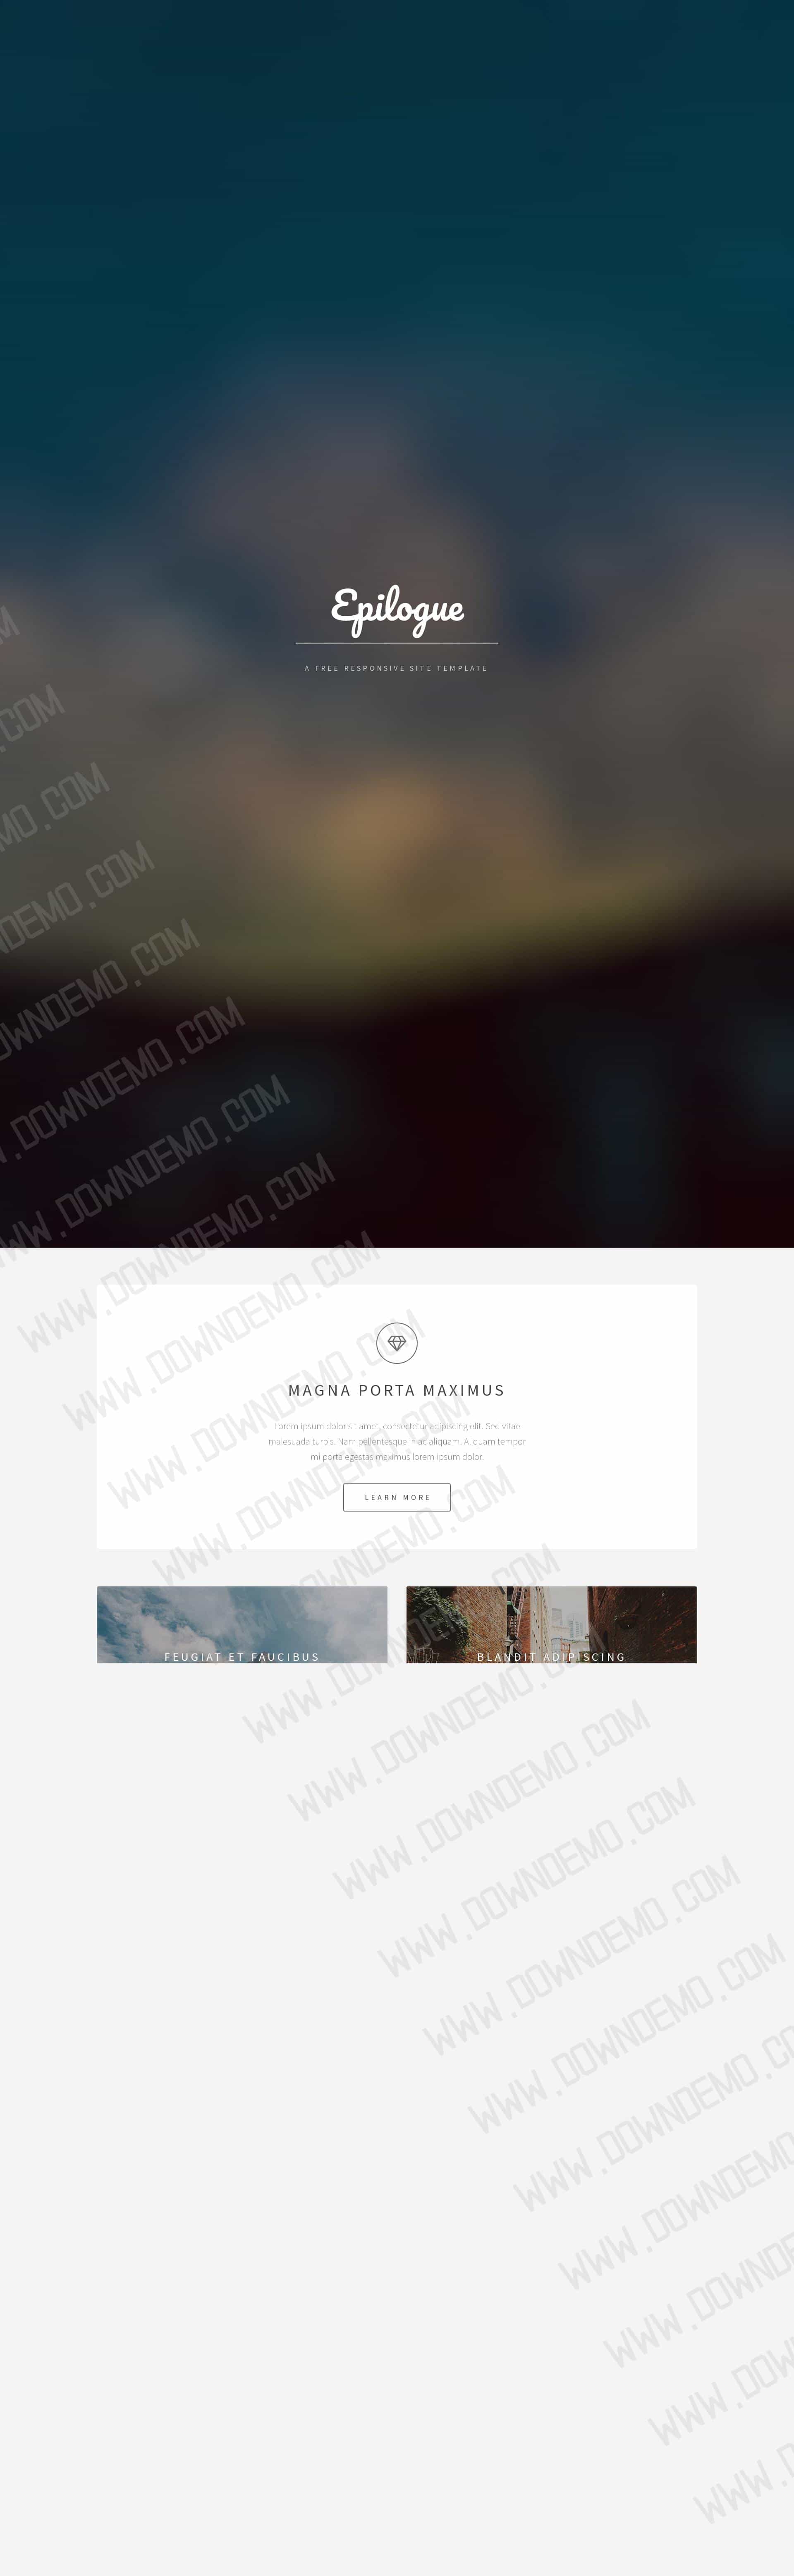 Epilogue
A FREE RESPONSIVE SITE TEMPLATE
MAGNA PORTA MAXIMUS
Lorem ipsum dolor sit amet, consectetur adipiscing elit. Sed vitae
malesuada turpis. Nam pellentesque in ac aliquam. Aliquam tempor
mi porta egestas maximus lorem ipsum dolor.
LEARN MORE
FEUGIAT ET FAUCIBUS
BLANDIT ADIPISCING
WWW.DOWNDEMO.COM